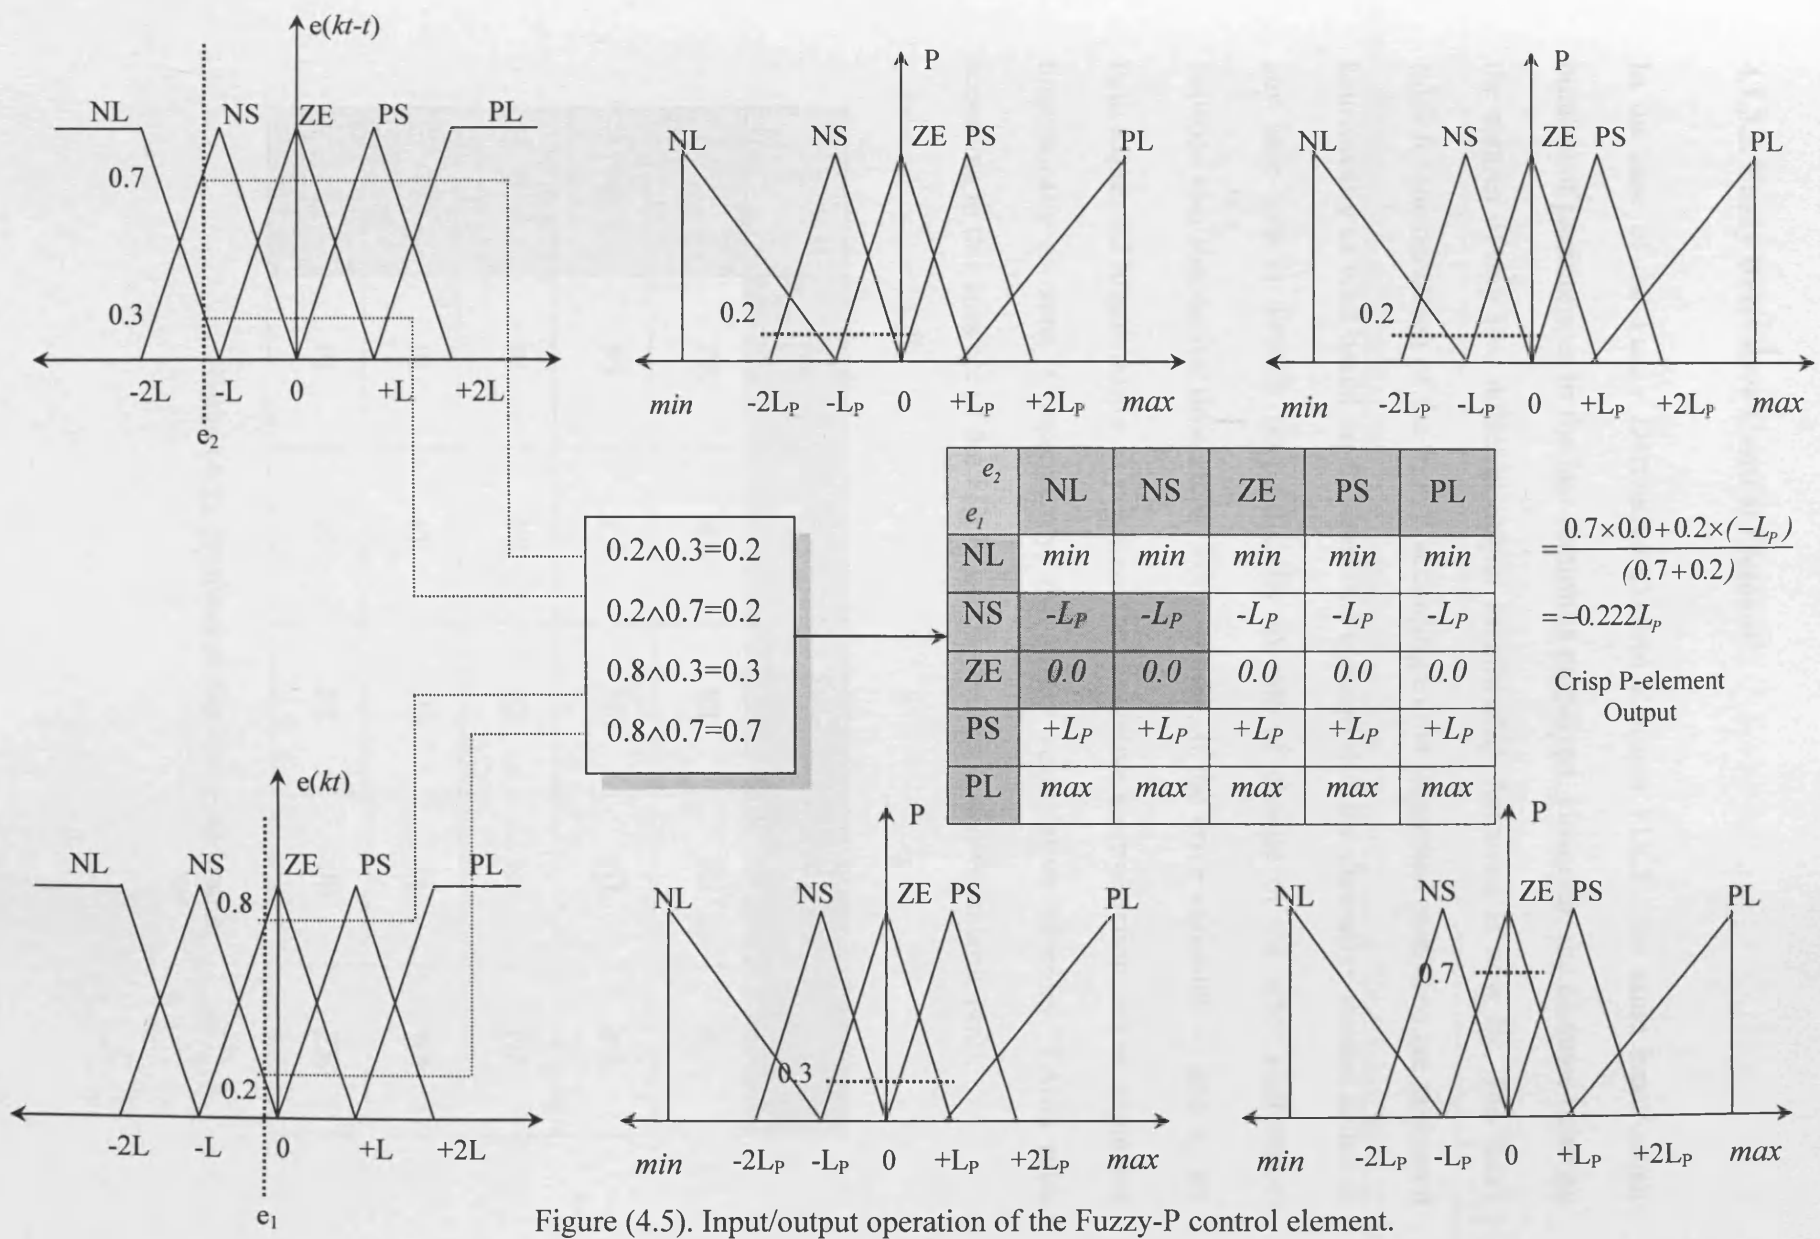 e(kt-t)
NL NS ZE PS PL
0.7
0.3
-2L -L 0 +L +2L
e2
P
NL NS ZE PS PL
0.2
min -2LP -LP 0 +LP +2LP max
P
NL NS ZE PS PL
0.2
min -2LP -LP 0 +LP +2LP max
0.2∧0.3=0.2
0.2∧0.7=0.2
0.8∧0.3=0.3
0.8∧0.7=0.7
e2 NL NS ZE PS PL
e1
NL min min min min min
NS -LP -LP -LP -LP -LP
ZE 0.0 0.0 0.0 0.0 0.0
PS +LP +LP +LP +LP +LP
PL max max max max max
=0.7×0.0+0.2×(-LP)
(0.7+0.2)
=-0.222LP
Crisp P-element
Output
e(kt)
NL NS ZE PS PL
0.8
0.2
-2L -L 0 +L +2L
e1
P
NL NS ZE PS PL
0.3
min -2LP -LP 0 +LP +2LP max
P
NL NS ZE PS PL
0.7
min -2LP -LP 0 +LP +2LP max
Figure (4.5). Input/output operation of the Fuzzy-P control element.